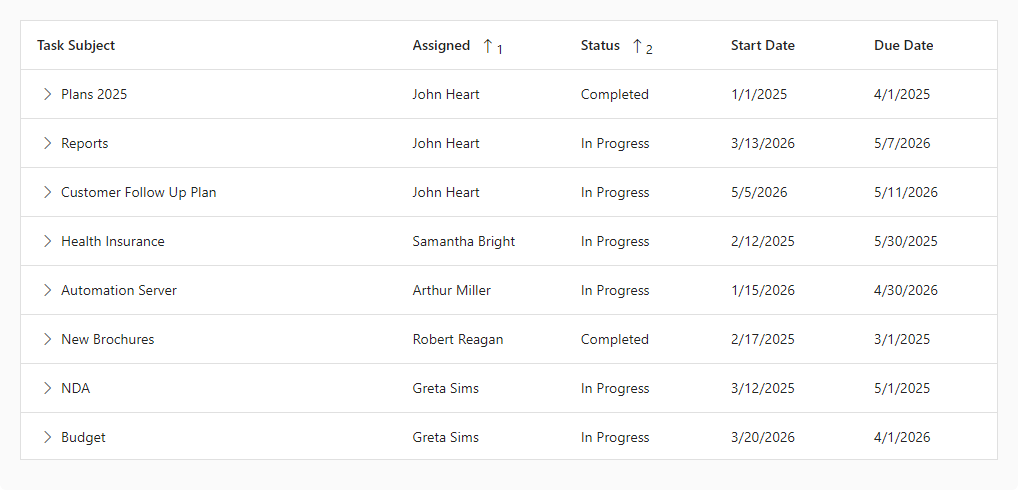 Task Subject Assigned ↑ 1 Status ↑ 2 Start Date Due Date
Plans 2025 John Heart Completed 1/1/2025 4/1/2025
Reports John Heart In Progress 3/13/2026 5/7/2026
Customer Follow Up Plan John Heart In Progress 5/5/2026 5/11/2026
Health Insurance Samantha Bright In Progress 2/12/2025 5/30/2025
Automation Server Arthur Miller In Progress 1/15/2026 4/30/2026
New Brochures Robert Reagan Completed 2/17/2025 3/1/2025
NDA Greta Sims In Progress 3/12/2025 5/1/2025
Budget Greta Sims In Progress 3/20/2026 4/1/2026